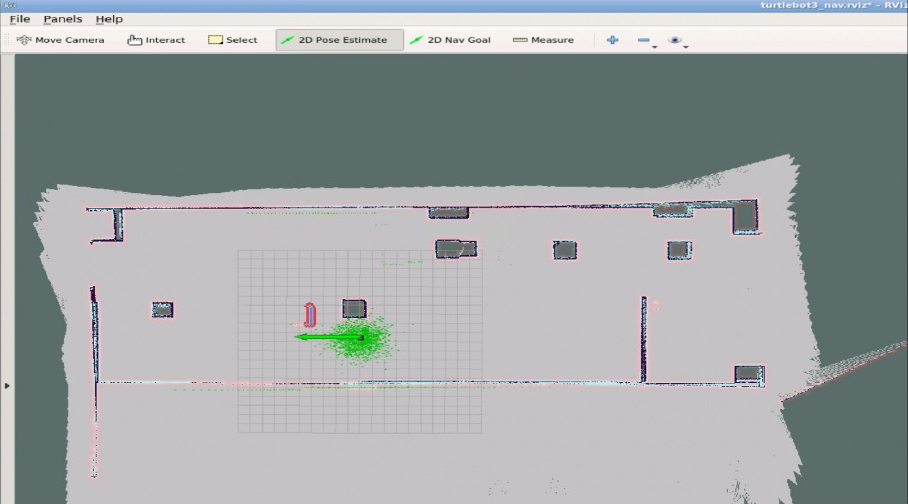 turtlebot3_nav.rviz* - RVi
File Panels Help
Move Camera Interact Select 2D Pose Estimate 2D Nav Goal Measure